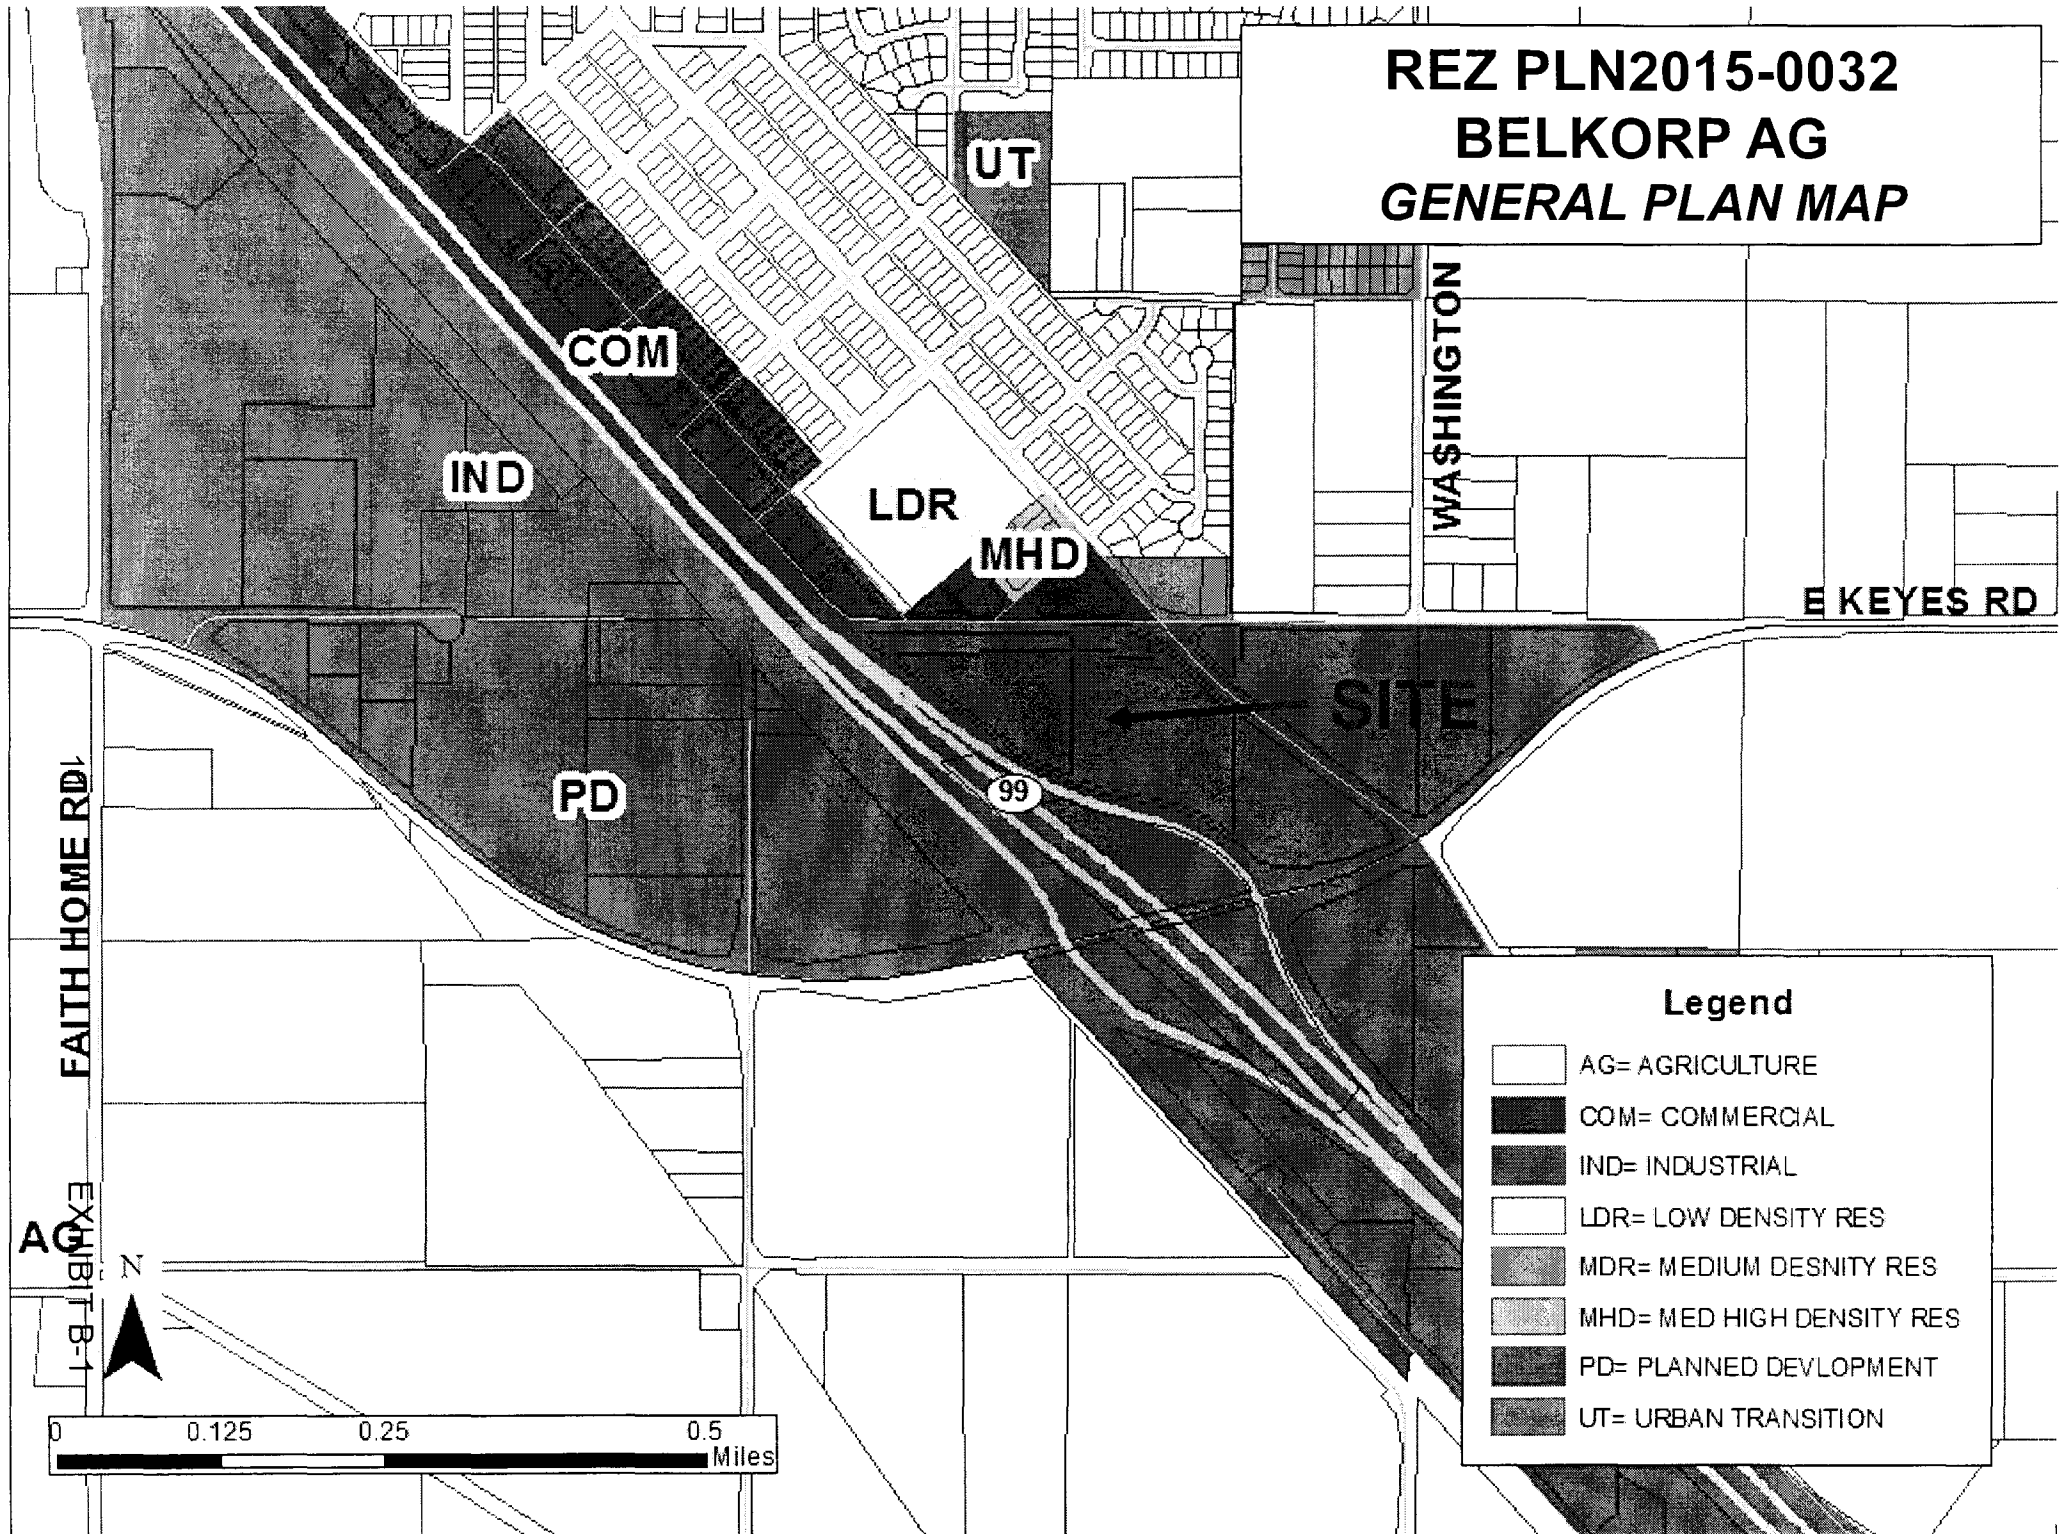 REZ PLN2015-0032
BELKORP AG
GENERAL PLAN MAP
UT
COM
WASHINGTON
IND
LDR
MHD
E KEYES RD
SITE
PD
99
FAITH HOME RD
AG
EXHIBIT B-1
N
0 0.125 0.25 0.5
Miles
Legend
AG= AGRICULTURE
COM= COMMERCIAL
IND= INDUSTRIAL
LDR= LOW DENSITY RES
MDR= MEDIUM DESNITY RES
MHD= MED HIGH DENSITY RES
PD= PLANNED DEVLOPMENT
UT= URBAN TRANSITION